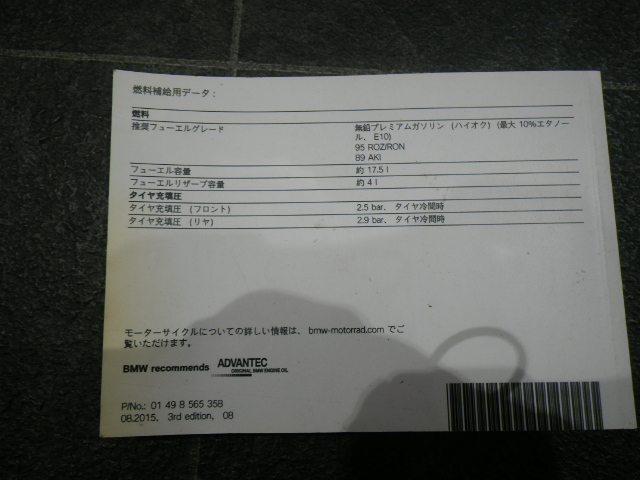 燃料補給用データ:
燃料
推奨フューエルグレード 無鉛プレミアムガソリン (ハイオク) (最大 10%エタノー
ル、 E10)
95 ROZ/RON
89 AKI
フューエル容量 約 17.5 l
フューエルリザーブ容量 約 4 l
タイヤ充填圧
タイヤ充填圧 (フロント) 2.5 bar、 タイヤ冷間時
タイヤ充填圧 (リヤ) 2.9 bar、 タイヤ冷間時
モーターサイクルについての詳しい情報は、 bmw-motorrad.com でご
覧いただけます。
BMW recommends ADVANTEC
ORIGINAL BMW ENGINE OIL
P/No.: 01 49 8 565 358
08.2015、 3rd edition、 08